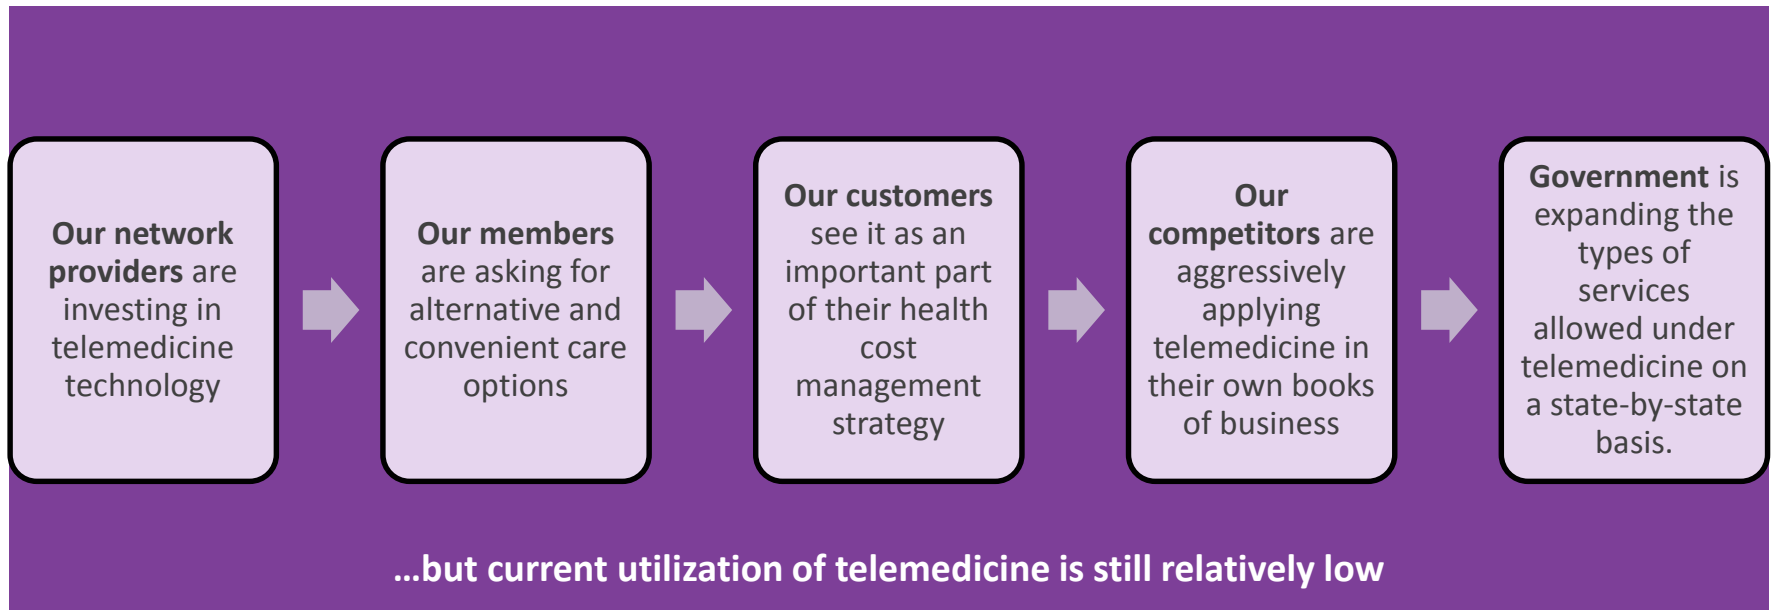 Our network
providers are
investing in
telemedicine
technology
Our members
are asking for
alternative and
convenient care
options
Our customers
see it as an
important part
of their health
cost
management
strategy
Our
competitors are
aggressively
applying
telemedicine in
their own books
of business
Government is
expanding the
types of
services
allowed under
telemedicine on
a state-by-state
basis.
…but current utilization of telemedicine is still relatively low